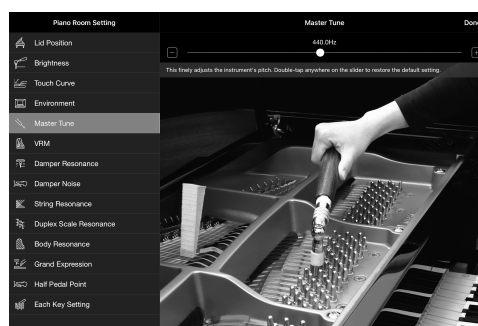 Piano Room Setting
Master Tune
Lid Position
Brightness
Touch Curve
Environment
Master Tune
VRM
Damper Resonance
Damper Noise
String Resonance
Duplex Scale Resonance
Body Resonance
Grand Expression
Half Pedal Point
Each Key Setting
440.0Hz
This finely adjusts the instrument's pitch. Double-tap anywhere on the slider to restore the default setting.